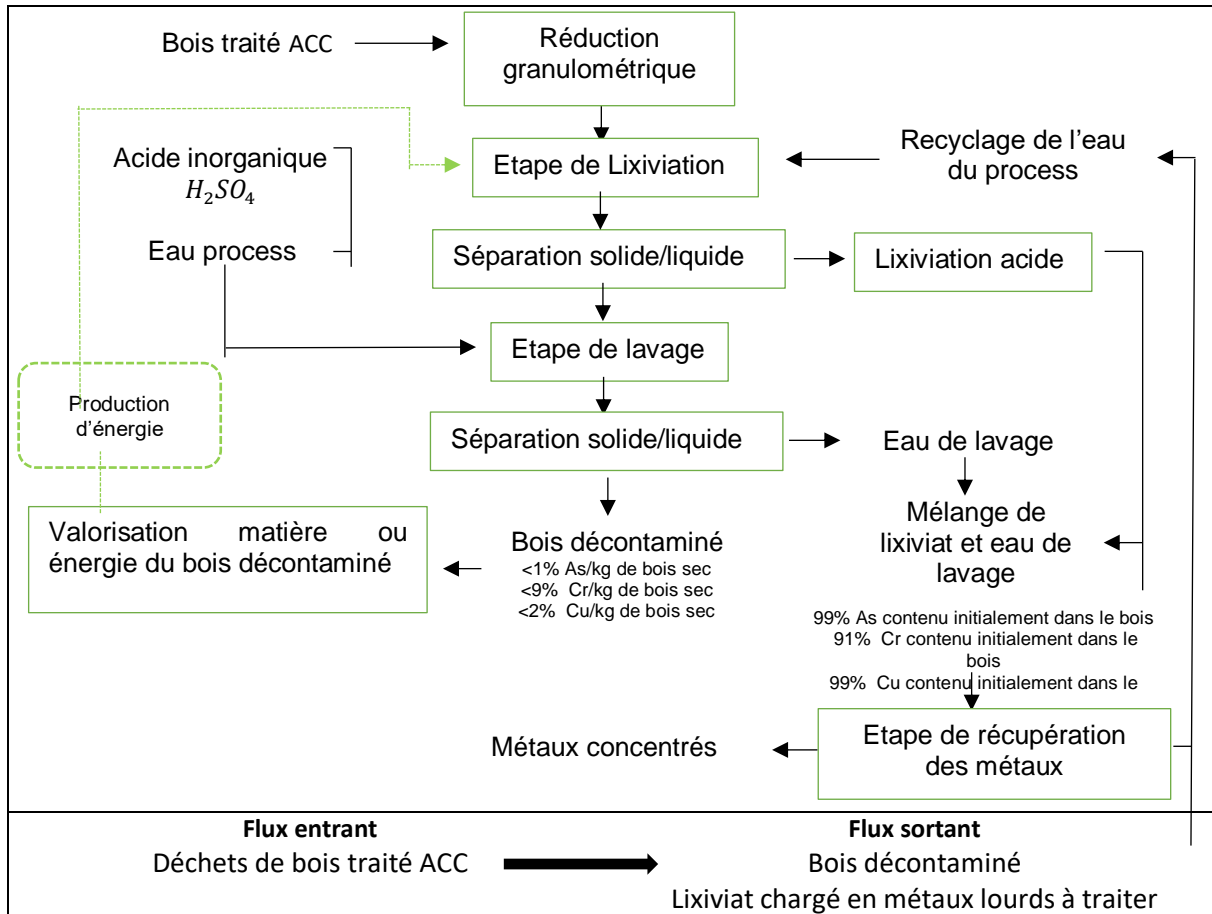 Bois traité ACC
Réduction
granulométrique
Acide inorganique
H₂SO₄
Eau process
Etape de Lixiviation
Recyclage de l’eau
du process
Séparation solide/liquide
Lixiviation acide
Etape de lavage
Production
d’énergie
Séparation solide/liquide
Eau de lavage
Valorisation matière ou
énergie du bois décontaminé
Bois décontaminé
<1% As/kg de bois sec
<9% Cr/kg de bois sec
<2% Cu/kg de bois sec
Mélange de
lixiviat et eau de
lavage
99% As contenu initialement dans le bois
91% Cr contenu initialement dans le
bois
99% Cu contenu initialement dans le
Métaux concentrés
Etape de récupération
des métaux
Flux entrant
Déchets de bois traité ACC
Flux sortant
Bois décontaminé
Lixiviat chargé en métaux lourds à traiter